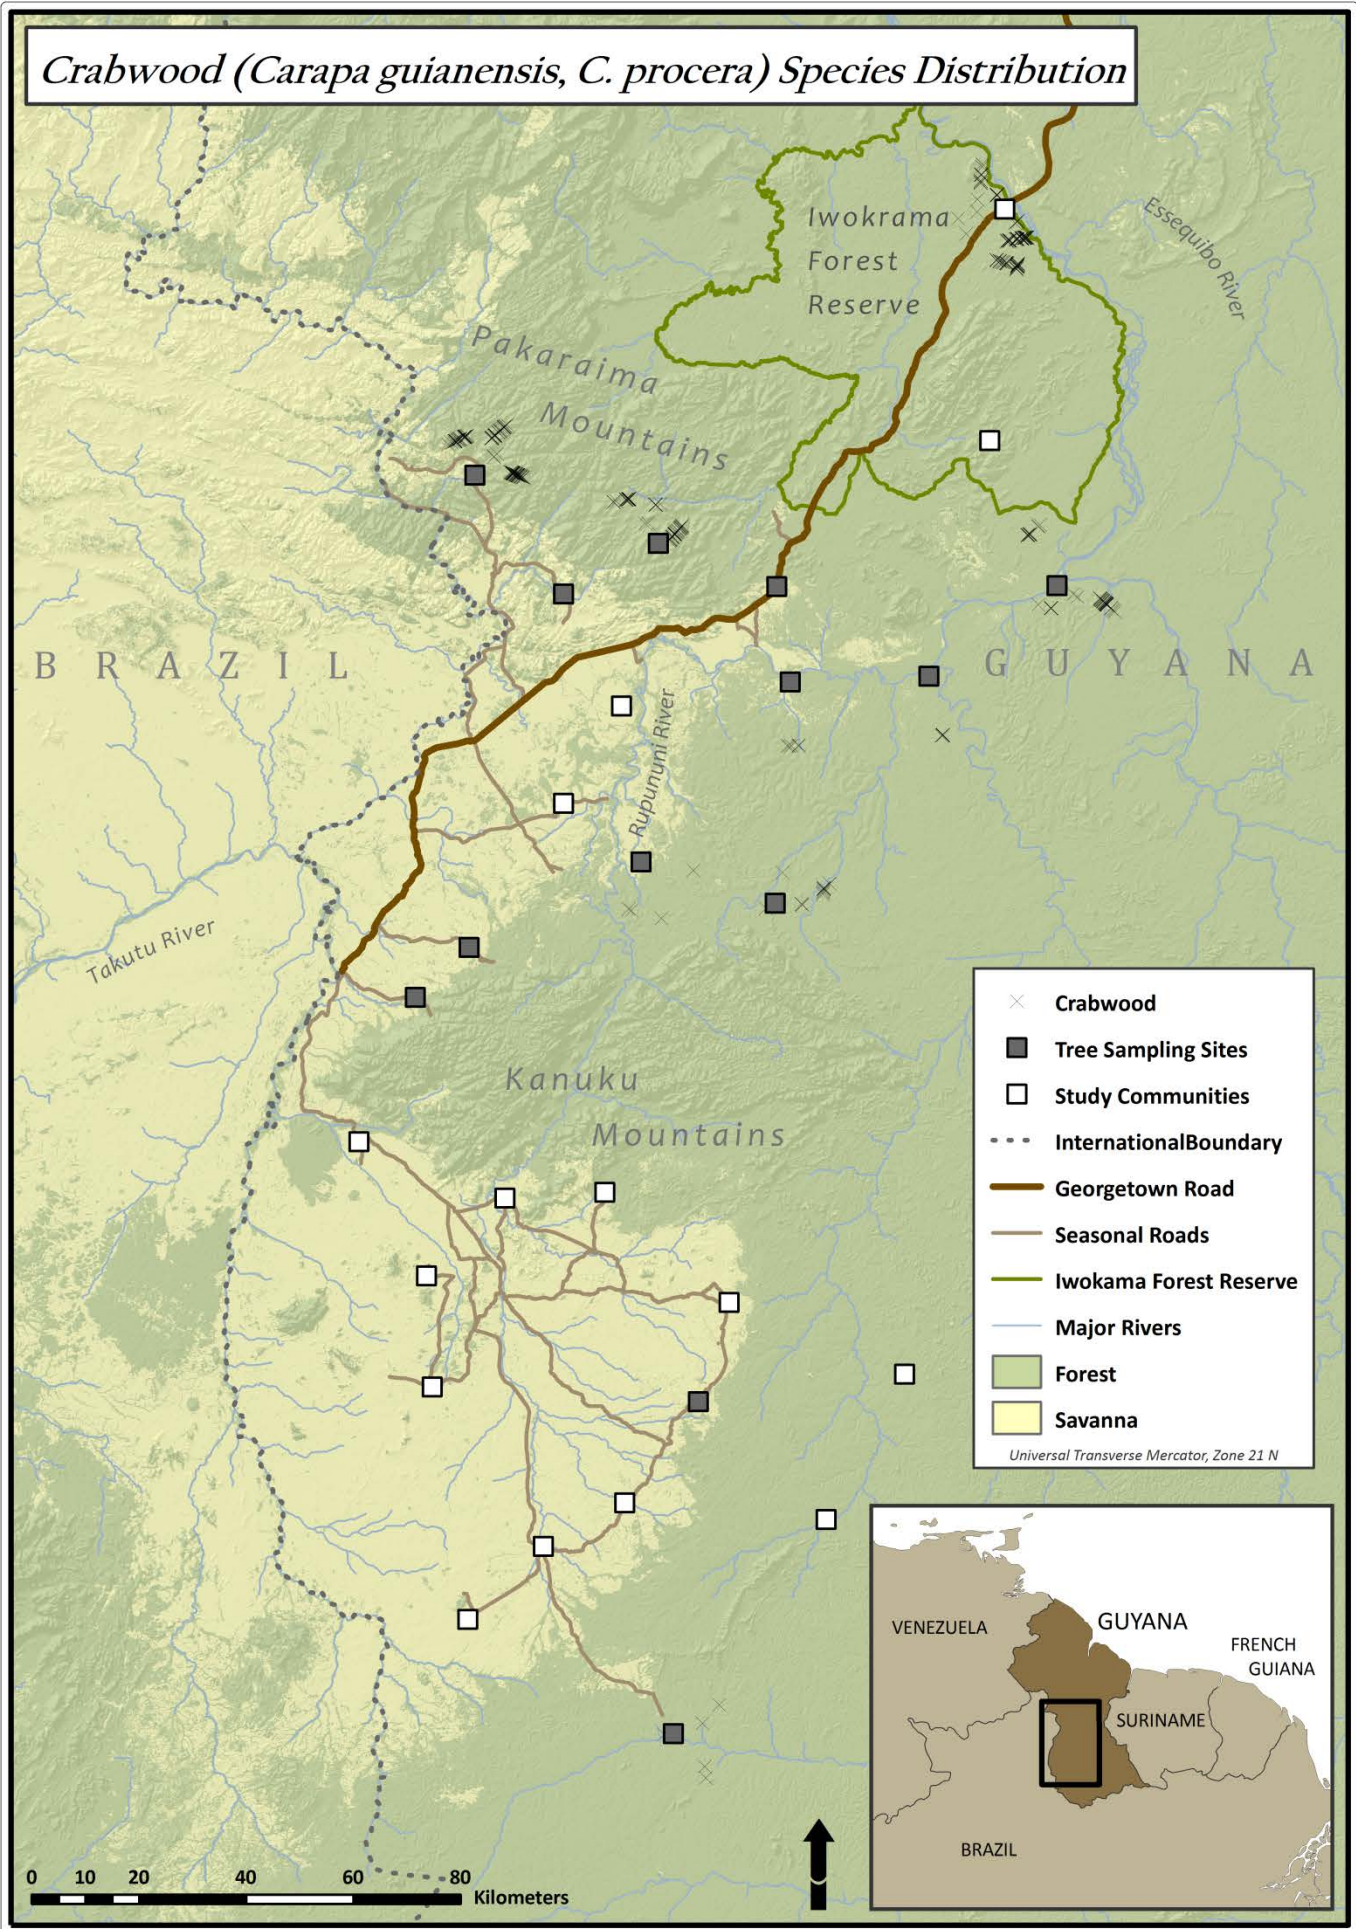 Crabwood (Carapa guianensis, C. procera) Species Distribution
Iwokrama
Forest
Reserve
Essequibo River
Pakaraima
Mountains
BRAZIL
GUYANA
Rupununi River
Takutu River
Kanuku
Mountains
Crabwood
Tree Sampling Sites
Study Communities
InternationalBoundary
Georgetown Road
Seasonal Roads
Iwokama Forest Reserve
Major Rivers
Forest
Savanna
Universal Transverse Mercator, Zone 21 N
VENEZUELA
GUYANA
FRENCH
GUIANA
SURINAME
BRAZIL
0 10 20 40 60 80
Kilometers